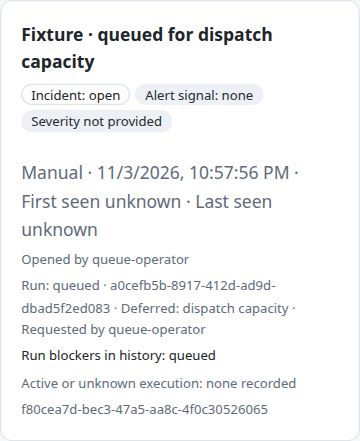 Fixture · queued for dispatch
capacity
Incident: open
Alert signal: none
Severity not provided
Manual · 11/3/2026, 10:57:56 PM ·
First seen unknown · Last seen
unknown
Opened by queue-operator
Run: queued · a0cefb5b-8917-412d-ad9d-
dbad5f2ed083 · Deferred: dispatch capacity ·
Requested by queue-operator
Run blockers in history: queued
Active or unknown execution: none recorded
f80cea7d-bec3-47a5-aa8c-4f0c30526065